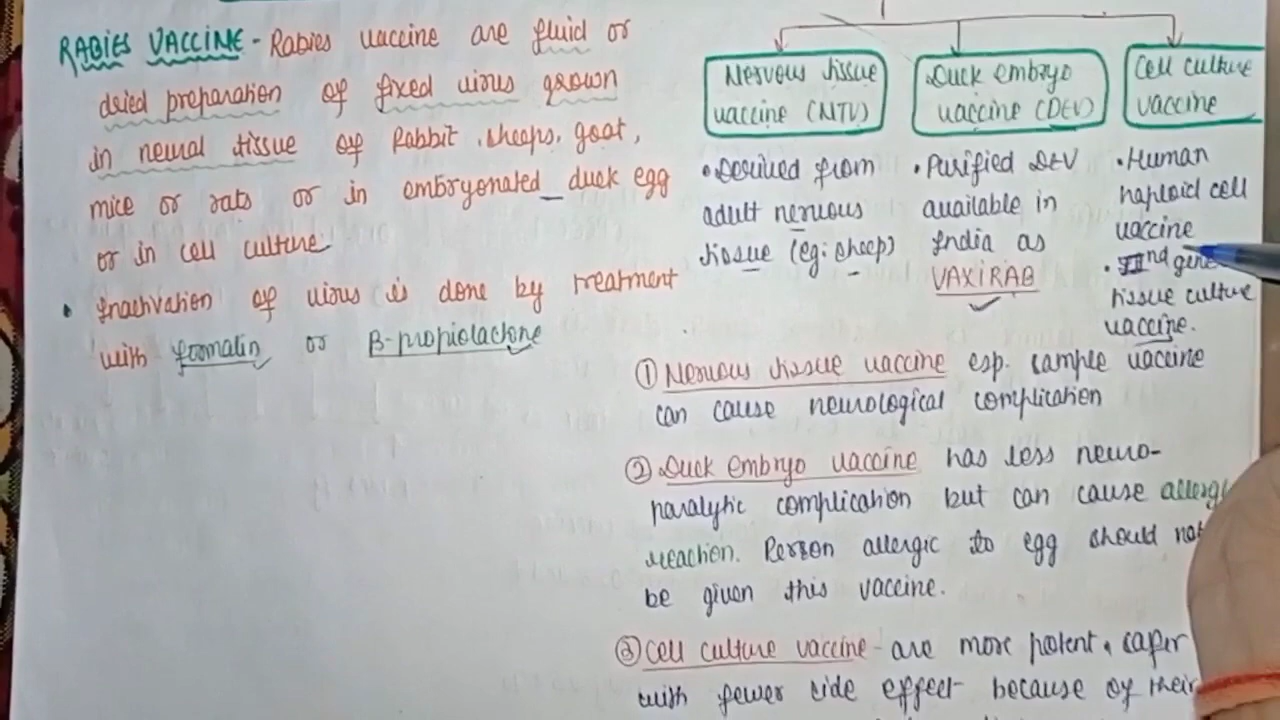 RABIES VACCINE - Rabies vaccine are fluid or
dried preparation of fixed virus grown
in neural tissue of Rabbit, sheeps, goat,
mice or rats or in embryonated duck egg
or in cell culture
• Inactivation of virus is done by treatment
with formalin or β-propiolactone
Nervous tissue
vaccine (NTV)
• Derived from
adult nervous
tissue (eg: sheep)
Duck embryo
vaccine (DEV)
• Purified DEV
available in
India as
VAXIRAB
Cell culture
vaccine
• Human
haploid cell
vaccine
• IInd
tissue culture
vaccine.
① Nervous tissue vaccine esp. sample vaccine
can cause neurological complication
② Duck embryo vaccine has less neuro-
paralytic complication but can cause
reaction. Person allergic to egg should not
be given this vaccine.
③ Cell culture vaccine - are more potent, safer
with fewer side effect because of their